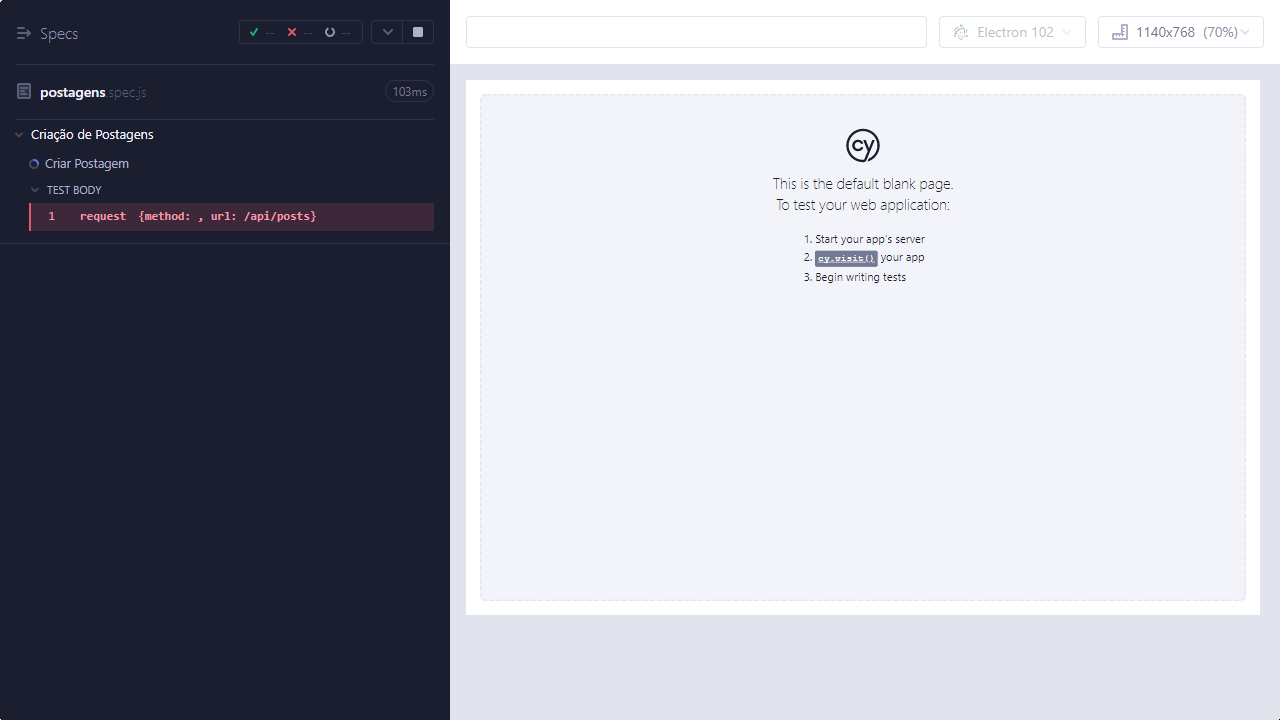 Specs
-- -- --
postagens.spec.js 103ms
Criação de Postagens
Criar Postagem
TEST BODY
1 request {method: , url: /api/posts}
Electron 102
1140x768 (70%)
cy
This is the default blank page.
To test your web application:
1. Start your app's server
2. cy.visit() your app
3. Begin writing tests